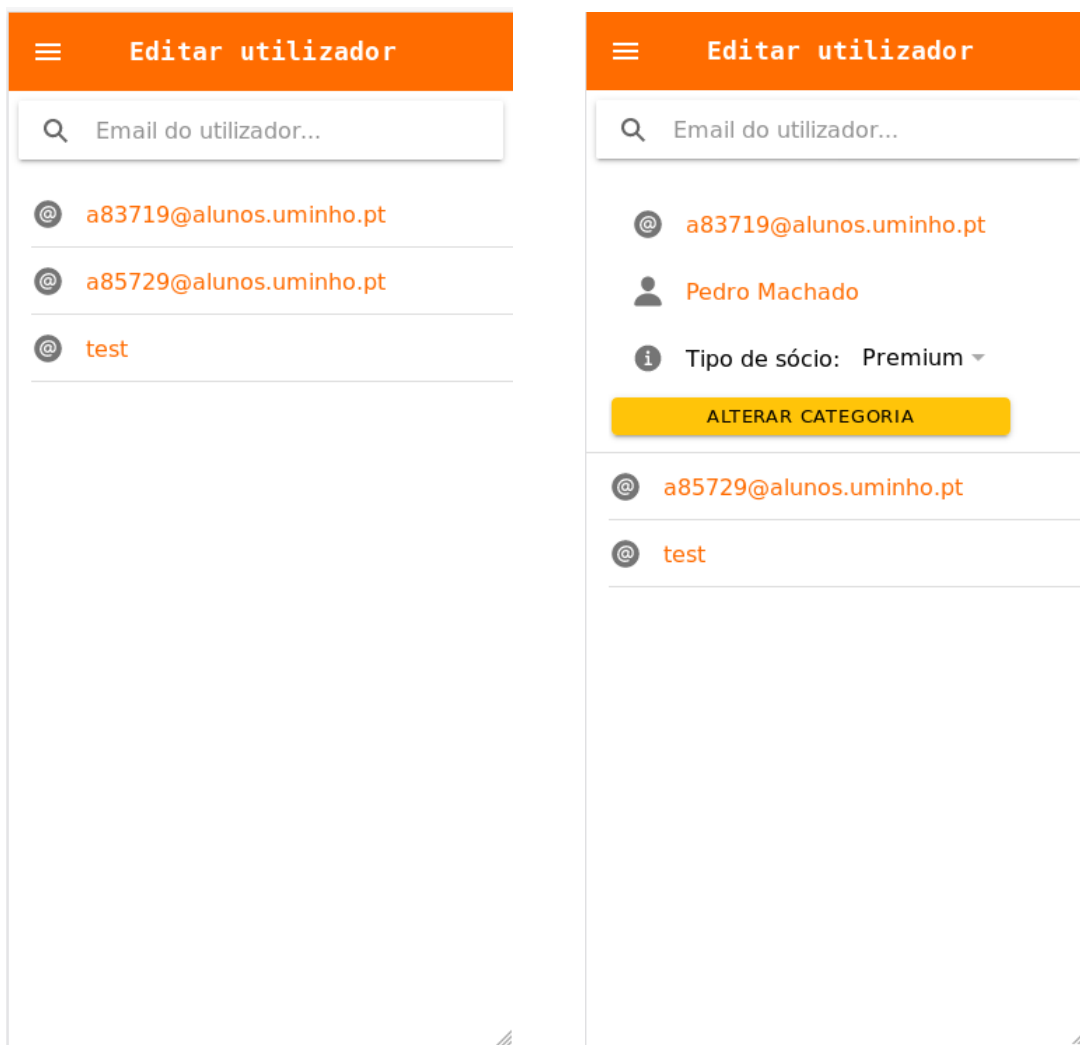 Editar utilizador
Email do utilizador...
a83719@alunos.uminho.pt
a85729@alunos.uminho.pt
test
Editar utilizador
Email do utilizador...
a83719@alunos.uminho.pt
Pedro Machado
Tipo de sócio: Premium
ALTERAR CATEGORIA
a85729@alunos.uminho.pt
test